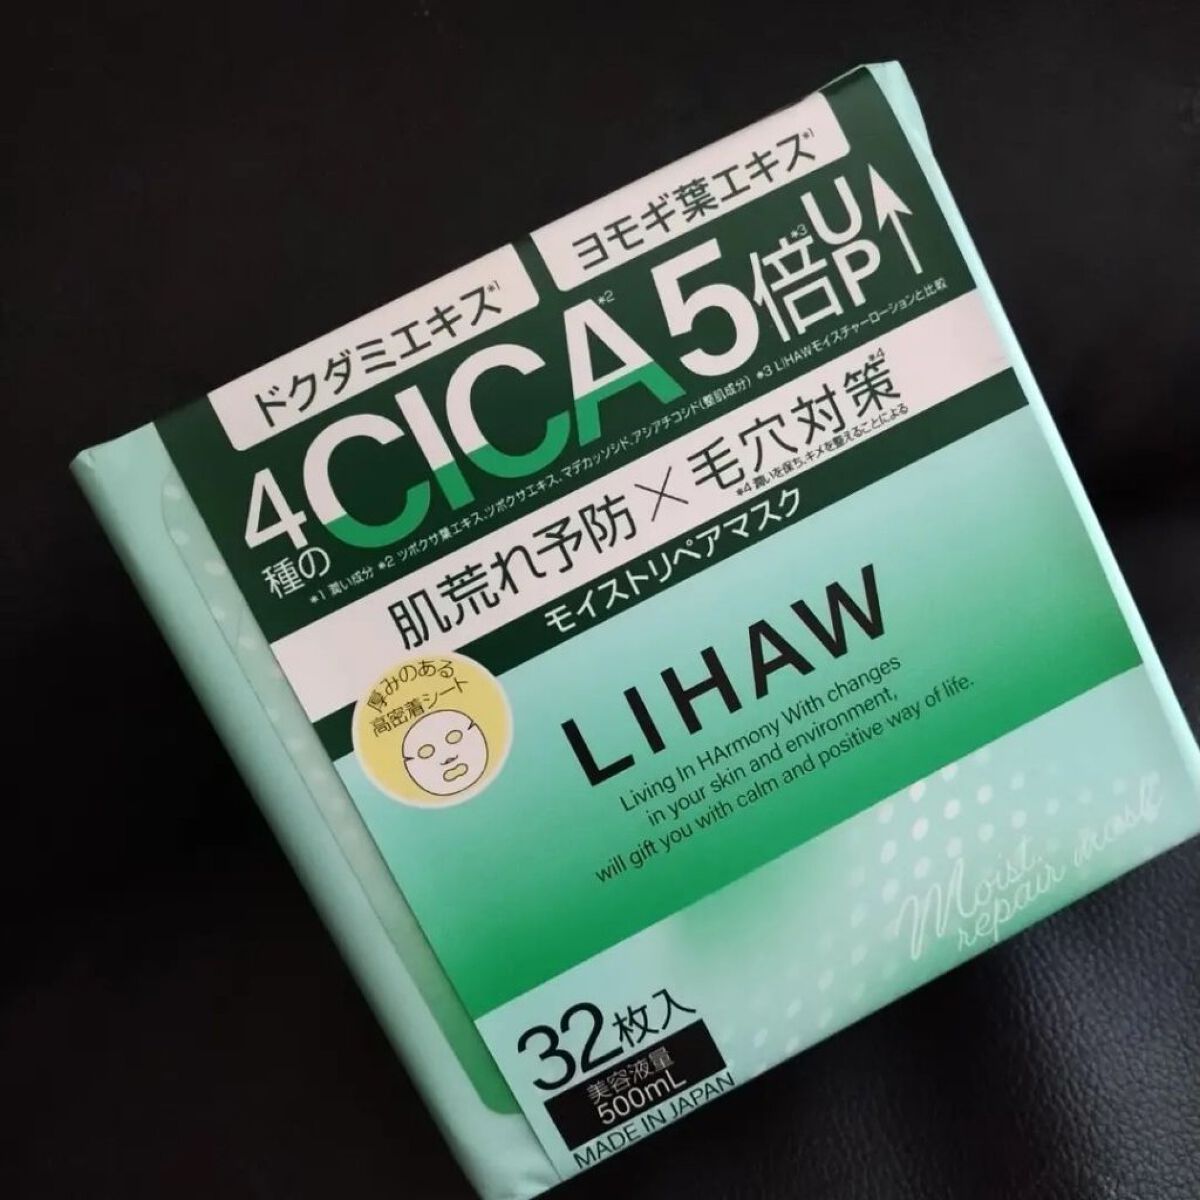 ドクダミエキス*1
ヨモギ葉エキス*1
4種のCICA*2 5倍*3UP
*1 潤い成分 *2 ツボクサ葉エキス、ツボクサエキス、マデカッソシド、アシアチコシド(整肌成分) *3 LIHAWモイスチャーローションと比較
肌荒れ予防×毛穴対策*4
*4 潤いを保ち、キメを整えることによる
モイストリペアマスク
厚みのある
高密着シート
LIHAW
Living In HArmony With changes
in your skin and environment,
will gift you with calm and positive way of life.
Moist
repair mask
32枚入
美容液量
500mL
MADE IN JAPAN